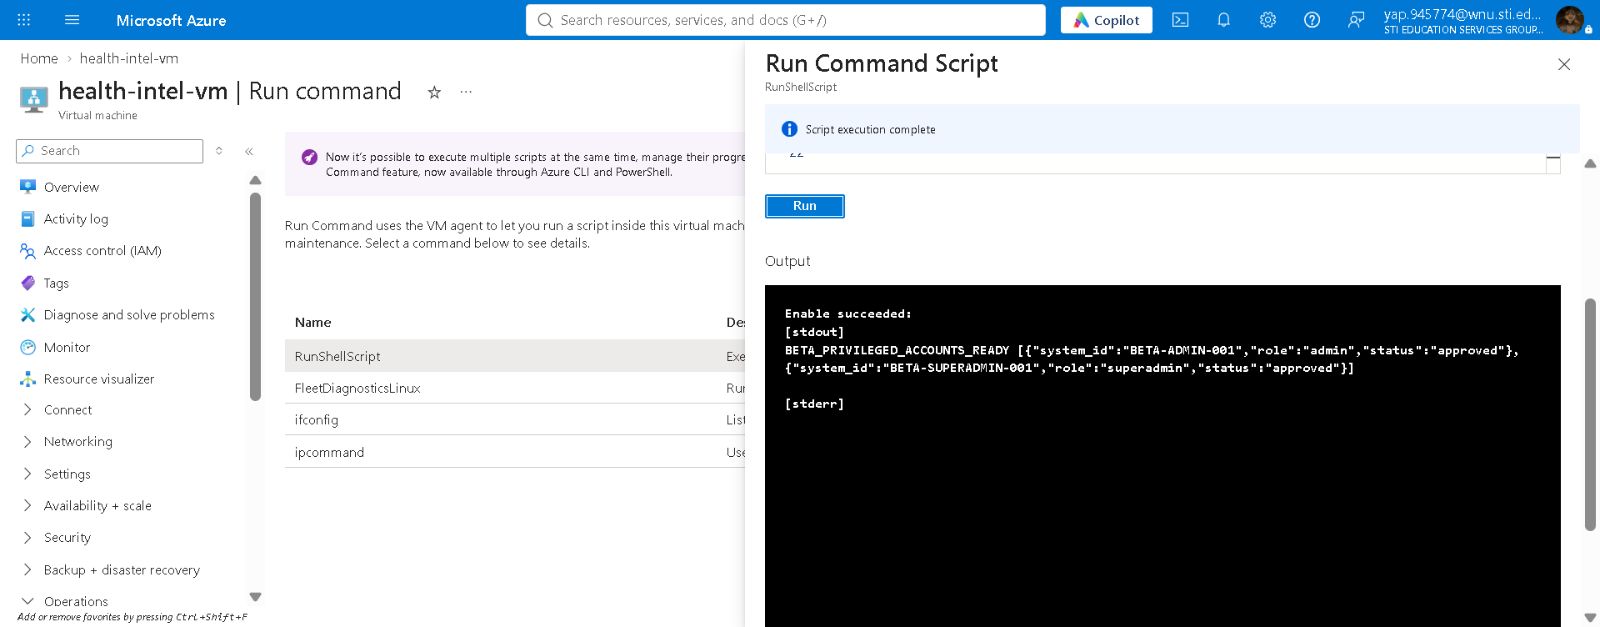 Microsoft Azure
Search resources, services, and docs (G+/)
Copilot
yap.945774@wnu.sti.ed...
STI EDUCATION SERVICES GROUP...
Home > health-intel-vm
health-intel-vm | Run command
Virtual machine
Search
Overview
Activity log
Access control (IAM)
Tags
Diagnose and solve problems
Monitor
Resource visualizer
Connect
Networking
Settings
Availability + scale
Security
Backup + disaster recovery
Operations
Add or remove favorites by pressing Ctrl+Shift+F
Now it's possible to execute multiple scripts at the same time, manage their progre
Command feature, now available through Azure CLI and PowerShell.
Run Command uses the VM agent to let you run a script inside this virtual mach
maintenance. Select a command below to see details.
Name Des
RunShellScript Exe
FleetDiagnosticsLinux Rur
ifconfig List
ipcommand Use
Run Command Script
RunShellScript
Script execution complete
22
Run
Output
Enable succeeded:
[stdout]
BETA_PRIVILEGED_ACCOUNTS_READY [{"system_id":"BETA-ADMIN-001","role":"admin","status":"approved"},
{"system_id":"BETA-SUPERADMIN-001","role":"superadmin","status":"approved"}]
[stderr]